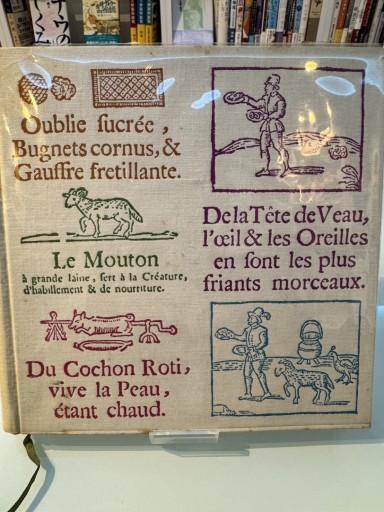 Oublie sucrée,
Bugnets cornus, &
Gauffre fretillante.
Le Mouton
à grande laine, sert à la Créature,
d'habillement & de nourriture.
Du Cochon Roti,
vive la Peau,
étant chaud.
De la Tête de Veau,
l'œil & les Oreilles
en sont les plus
friants morceaux.